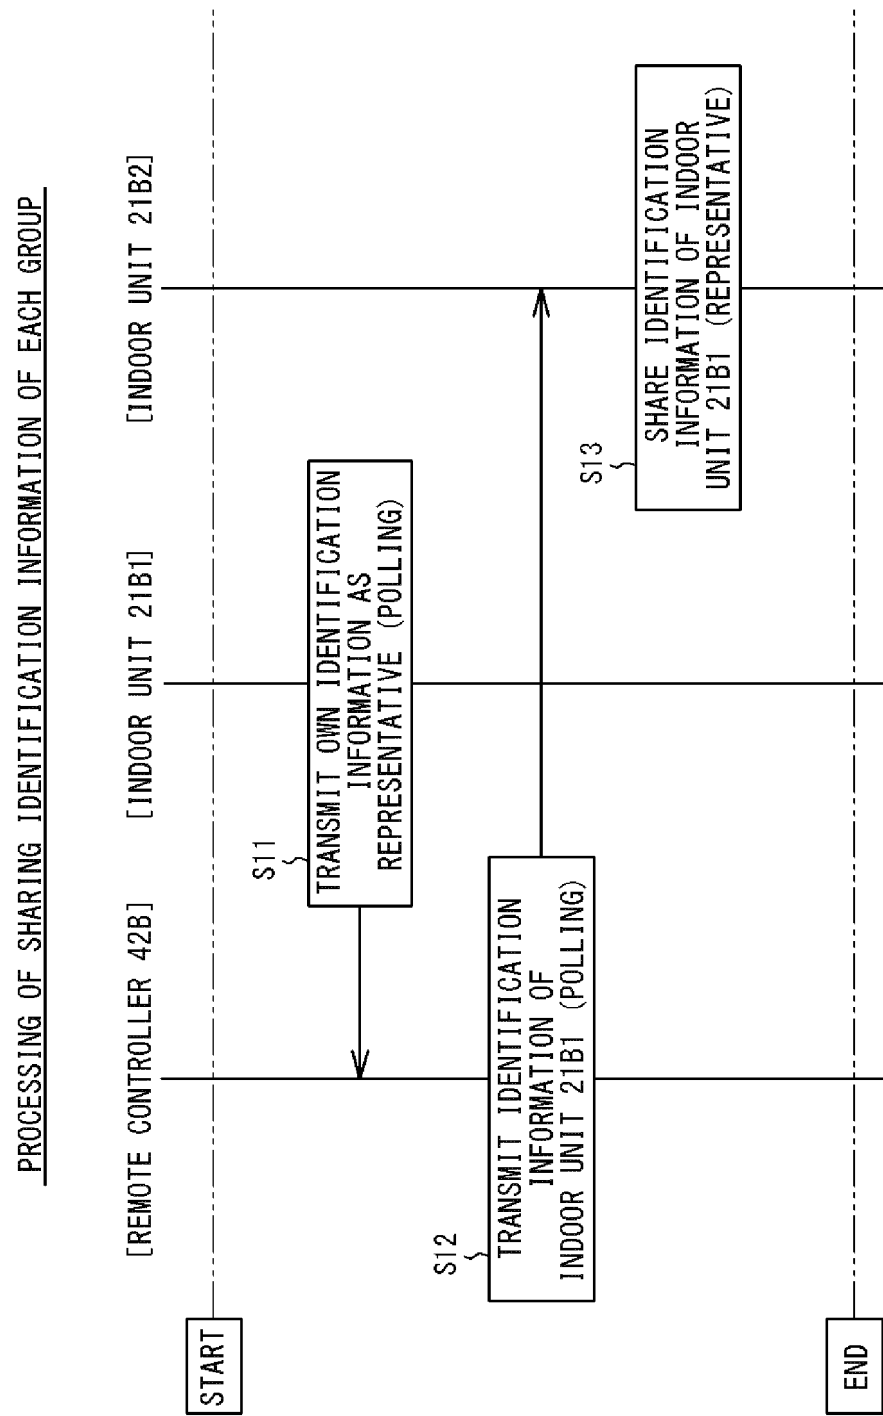 PROCESSING OF SHARING IDENTIFICATION INFORMATION OF EACH GROUP
[REMOTE CONTROLLER 42B]
[INDOOR UNIT 21B1]
[INDOOR UNIT 21B2]
START
S11
TRANSMIT OWN IDENTIFICATION
INFORMATION AS
REPRESENTATIVE (POLLING)
S12
TRANSMIT IDENTIFICATION
INFORMATION OF
INDOOR UNIT 21B1 (POLLING)
S13
SHARE IDENTIFICATION
INFORMATION OF INDOOR
UNIT 21B1 (REPRESENTATIVE)
END